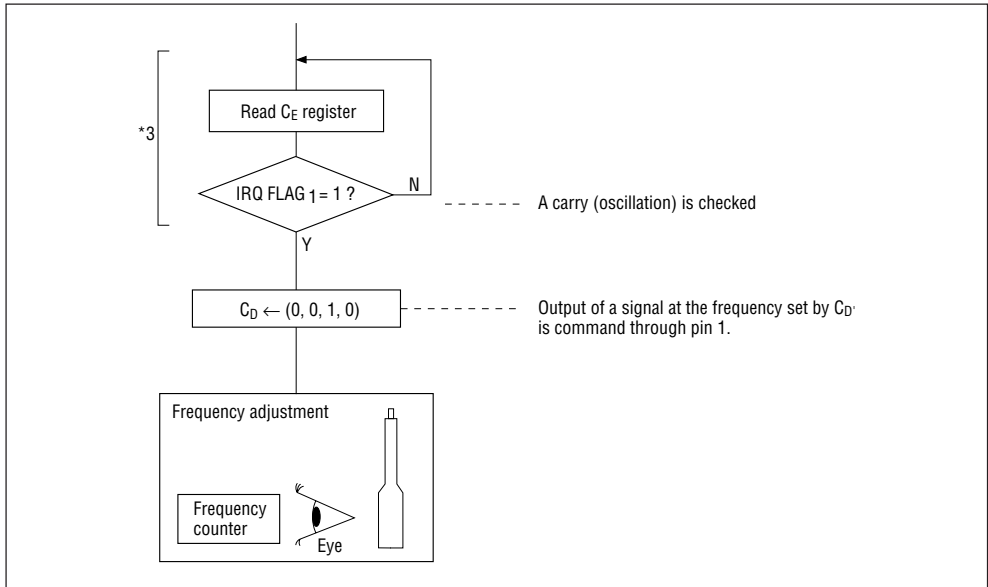 Read CE register
*3
IRQ FLAG 1 = 1 ?
N
A carry (oscillation) is checked
Y
CD ← (0, 0, 1, 0)
Output of a signal at the frequency set by CD'
is command through pin 1.
Frequency adjustment
Frequency
counter
Eye